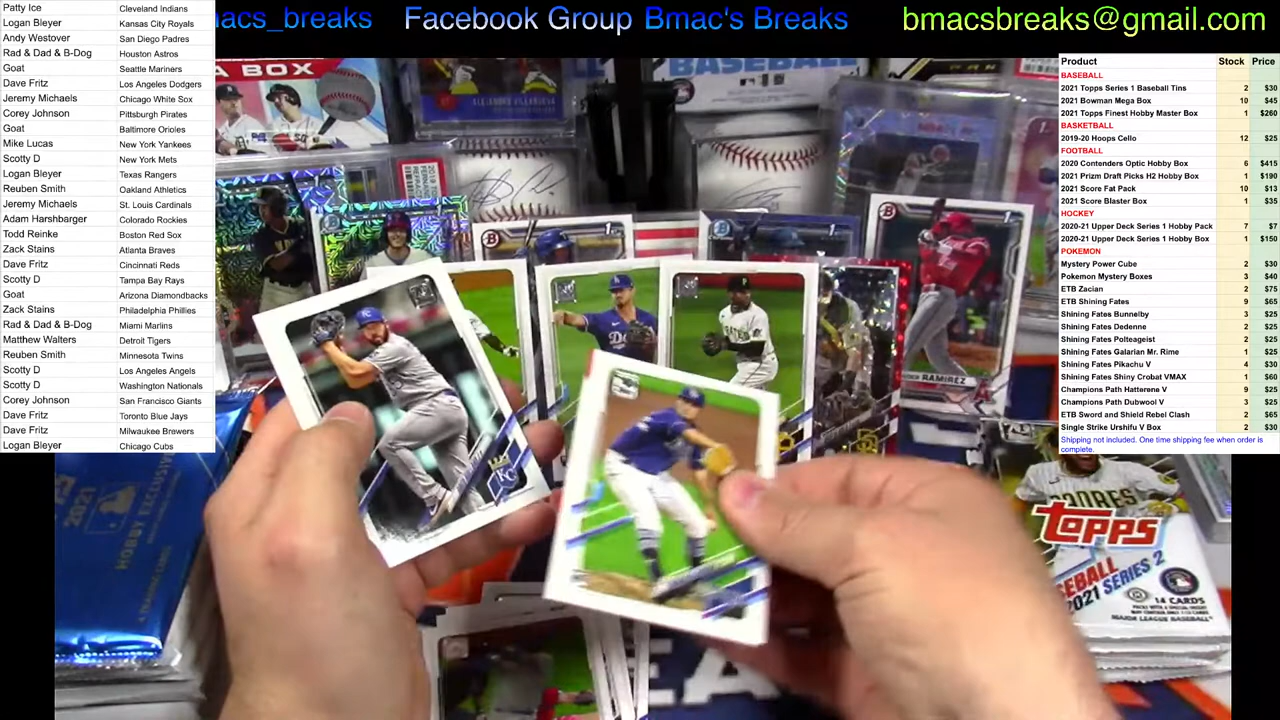 acs_breaks Facebook Group Bmac's Breaks bmacsbreaks@gmail.com
Patty Ice Cleveland Indians
Logan Bleyer Kansas City Royals
Andy Westover San Diego Padres
Rad & Dad & B-Dog Houston Astros
Goat Seattle Mariners
Dave Fritz Los Angeles Dodgers
Jeremy Michaels Chicago White Sox
Corey Johnson Pittsburgh Pirates
Goat Baltimore Orioles
Mike Lucas New York Yankees
Scotty D New York Mets
Logan Bleyer Texas Rangers
Reuben Smith Oakland Athletics
Jeremy Michaels St. Louis Cardinals
Adam Harshbarger Colorado Rockies
Todd Reinke Boston Red Sox
Zack Stains Atlanta Braves
Dave Fritz Cincinnati Reds
Scotty D Tampa Bay Rays
Goat Arizona Diamondbacks
Zack Stains Philadelphia Phillies
Rad & Dad & B-Dog Miami Marlins
Matthew Walters Detroit Tigers
Reuben Smith Minnesota Twins
Scotty D Los Angeles Angels
Scotty D Washington Nationals
Corey Johnson San Francisco Giants
Dave Fritz Toronto Blue Jays
Dave Fritz Milwaukee Brewers
Logan Bleyer Chicago Cubs
Product Stock Price
BASEBALL
2021 Topps Series 1 Baseball Tins 2 $30
2021 Bowman Mega Box 10 $45
2021 Topps Finest Hobby Master Box 1 $260
BASKETBALL
2019-20 Hoops Cello 12 $25
FOOTBALL
2020 Contenders Optic Hobby Box 6 $415
2021 Prizm Draft Picks H2 Hobby Box 1 $190
2021 Score Fat Pack 10 $13
2021 Score Blaster Box 1 $35
HOCKEY
2020-21 Upper Deck Series 1 Hobby Pack 7 $7
2020-21 Upper Deck Series 1 Hobby Box 1 $150
POKEMON
Mystery Power Cube 2 $30
Pokemon Mystery Boxes 3 $40
ETB Zacian 2 $75
ETB Shining Fates 9 $65
Shining Fates Bunnelby 3 $25
Shining Fates Dedenne 2 $25
Shining Fates Polteageist 2 $25
Shining Fates Galarian Mr. Rime 1 $25
Shining Fates Pikachu V 4 $30
Shining Fates Shiny Crobat VMAX 1 $60
Champions Path Hatterene V 9 $25
Champions Path Dubwool V 3 $25
ETB Sword and Shield Rebel Clash 2 $65
Single Strike Urshifu V Box 2 $30
Shipping not included. One time shipping fee when order is
complete.
A BOX
BASEBALL
RAMIREZ
PADRES
topps
SEBALL
2021 SERIES 2
14 CARDS
MAJOR LEAGUE BASEBALL
2021
HOBBY EXCLUSIVE
KC